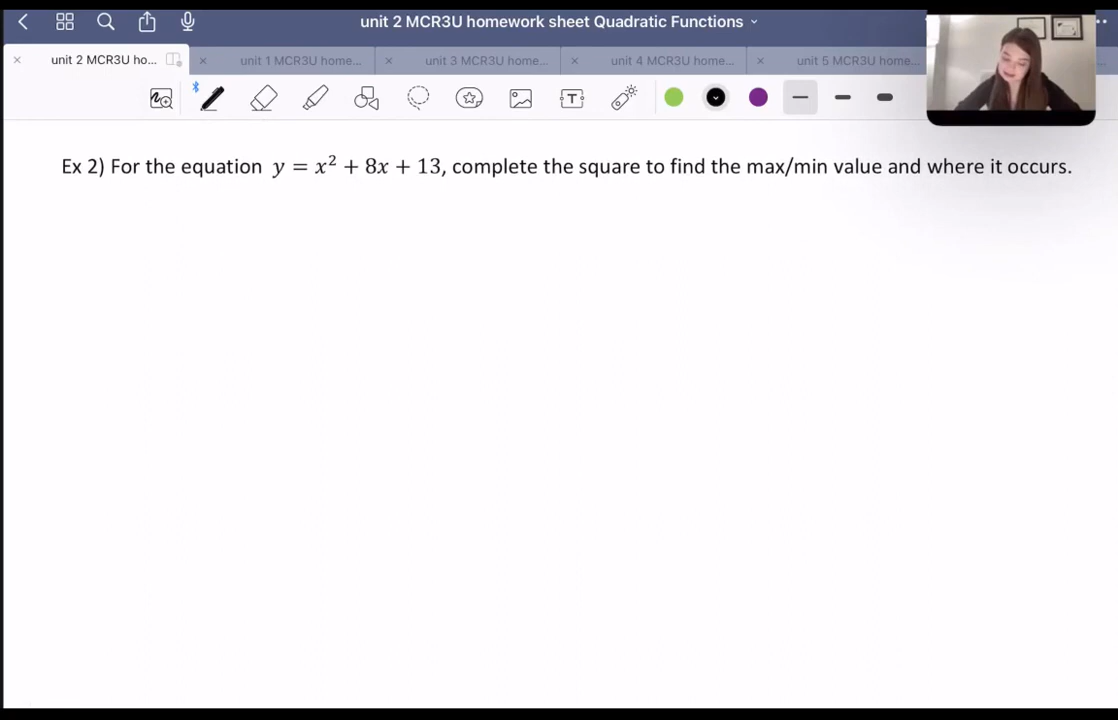 unit 2 MCR3U homework sheet Quadratic Functions
unit 2 MCR3U ho...
unit 1 MCR3U home...
unit 3 MCR3U home...
unit 4 MCR3U home...
unit 5 MCR3U home...
T
Ex 2) For the equation y = x² + 8x + 13, complete the square to find the max/min value and where it occurs.